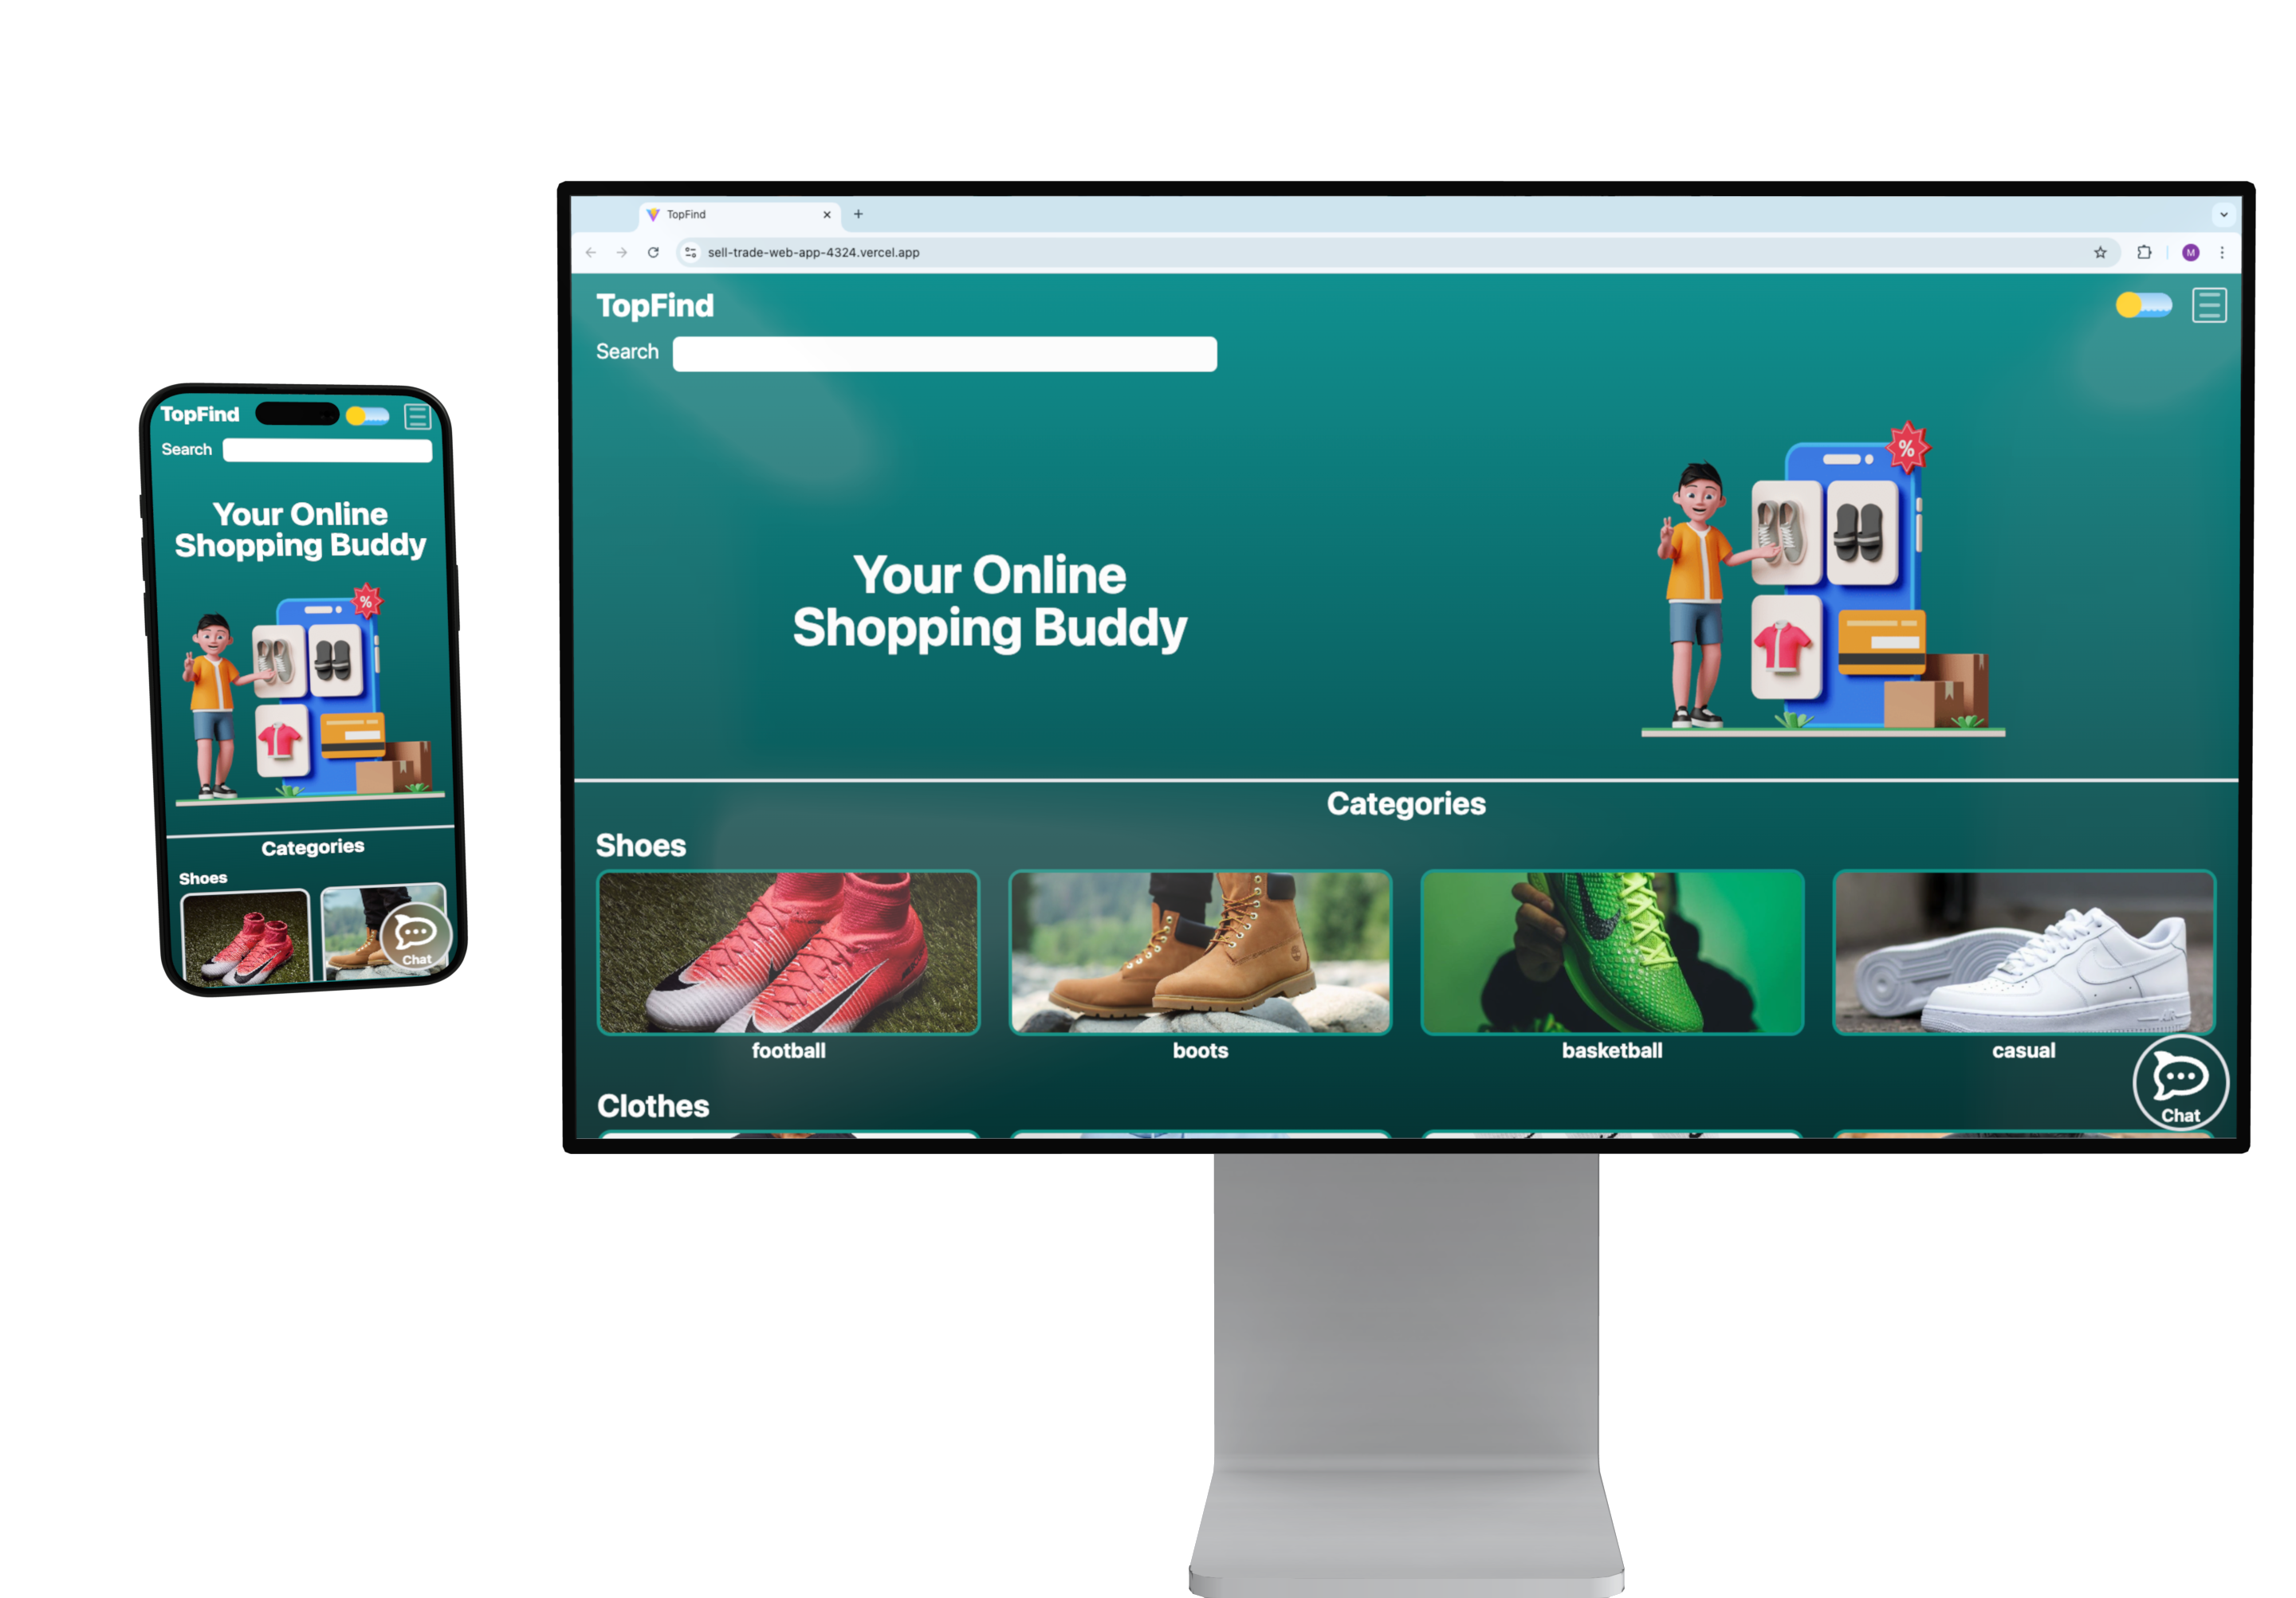 TopFind
Search
Your Online
Shopping Buddy
%
Categories
Shoes
Chat
TopFind
sell-trade-web-app-4324.vercel.app
M
TopFind
Search
Your Online
Shopping Buddy
%
Categories
Shoes
football
boots
basketball
casual
Clothes
Chat